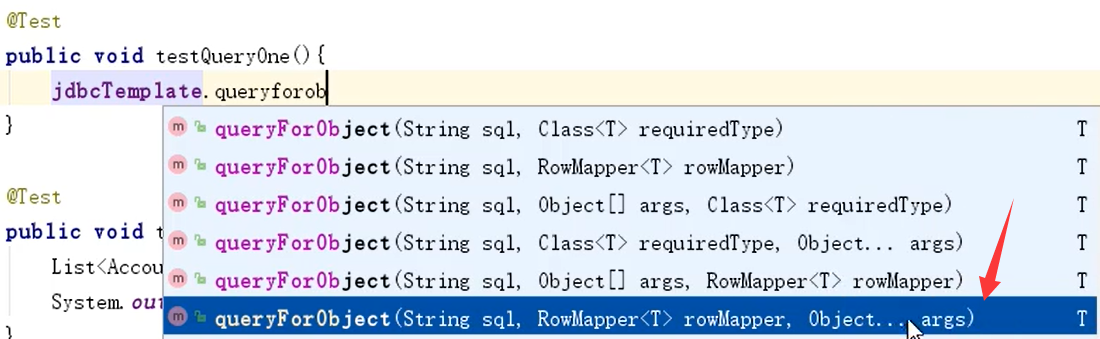 @Test
public void testQueryOne(){
jdbcTemplate.queryforob
m queryForObject(String sql, Class<T> requiredType) T
m queryForObject(String sql, RowMapper<T> rowMapper) T
m queryForObject(String sql, Object[] args, Class<T> requiredType) T
m queryForObject(String sql, Class<T> requiredType, Object... args) T
m queryForObject(String sql, Object[] args, RowMapper<T> rowMapper) T
m queryForObject(String sql, RowMapper<T> rowMapper, Object... args) T
}
@Test
public void t
List<Accou
System.out
}